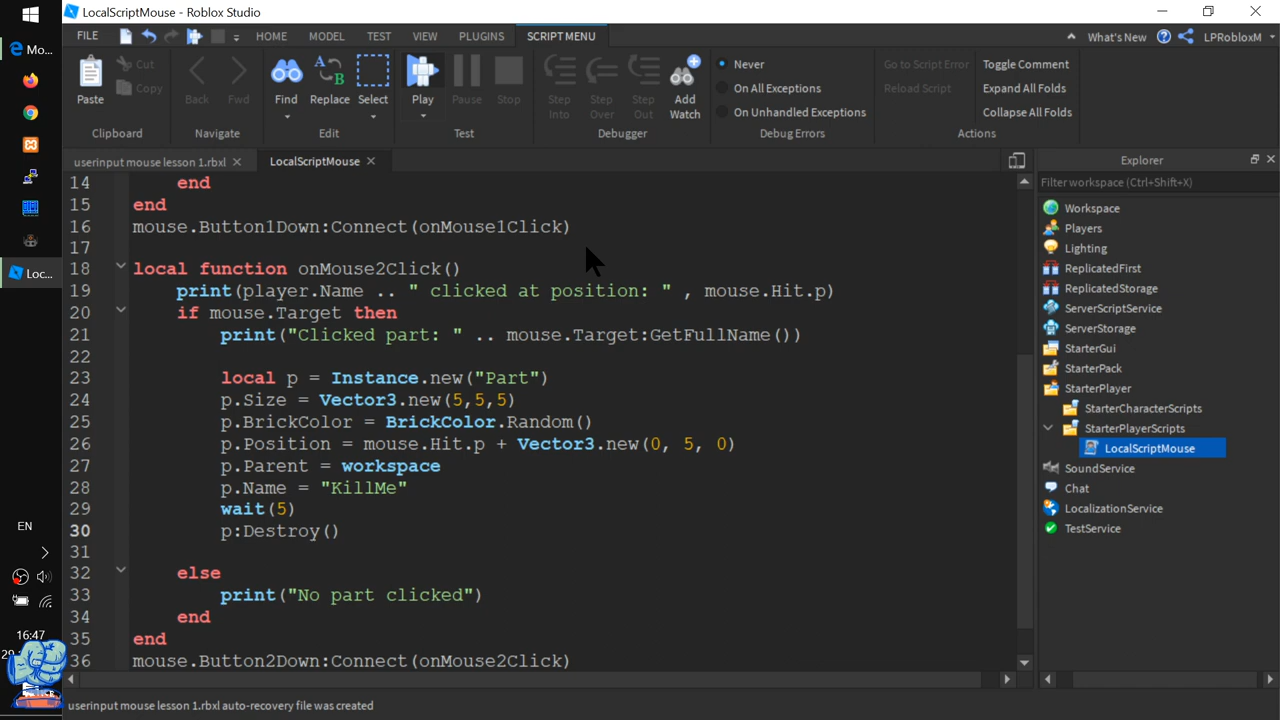 LocalScriptMouse - Roblox Studio
FILE HOME MODEL TEST VIEW PLUGINS SCRIPT MENU What's New LPRobloxM
Mo...
Paste Cut Copy Clipboard
Back Fwd Navigate
Find Replace Select Edit
Play Pause Stop Test
Step Into Step Over Step Out Add Watch Debugger
Never
On All Exceptions
On Unhandled Exceptions
Debug Errors
Go to Script Error Toggle Comment
Reload Script Expand All Folds
Collapse All Folds
Actions
userinput mouse lesson 1.rbxl LocalScriptMouse
14 end
15 end
16 mouse.Button1Down:Connect(onMouse1Click)
17
18 local function onMouse2Click()
19 print(player.Name .. " clicked at position: " , mouse.Hit.p)
20 if mouse.Target then
21 print("Clicked part: " .. mouse.Target:GetFullName())
22
23 local p = Instance.new("Part")
24 p.Size = Vector3.new(5,5,5)
25 p.BrickColor = BrickColor.Random()
26 p.Position = mouse.Hit.p + Vector3.new(0, 5, 0)
27 p.Parent = workspace
28 p.Name = "KillMe"
29 wait(5)
30 p:Destroy()
31
32 else
33 print("No part clicked")
34 end
35 end
36 mouse.Button2Down:Connect(onMouse2Click)
Explorer
Filter workspace (Ctrl+Shift+X)
Workspace
Players
Lighting
ReplicatedFirst
ReplicatedStorage
ServerScriptService
ServerStorage
StarterGui
StarterPack
StarterPlayer
StarterCharacterScripts
StarterPlayerScripts
LocalScriptMouse
SoundService
Chat
LocalizationService
TestService
Loc...
EN
16:47
userinput mouse lesson 1.rbxl auto-recovery file was created